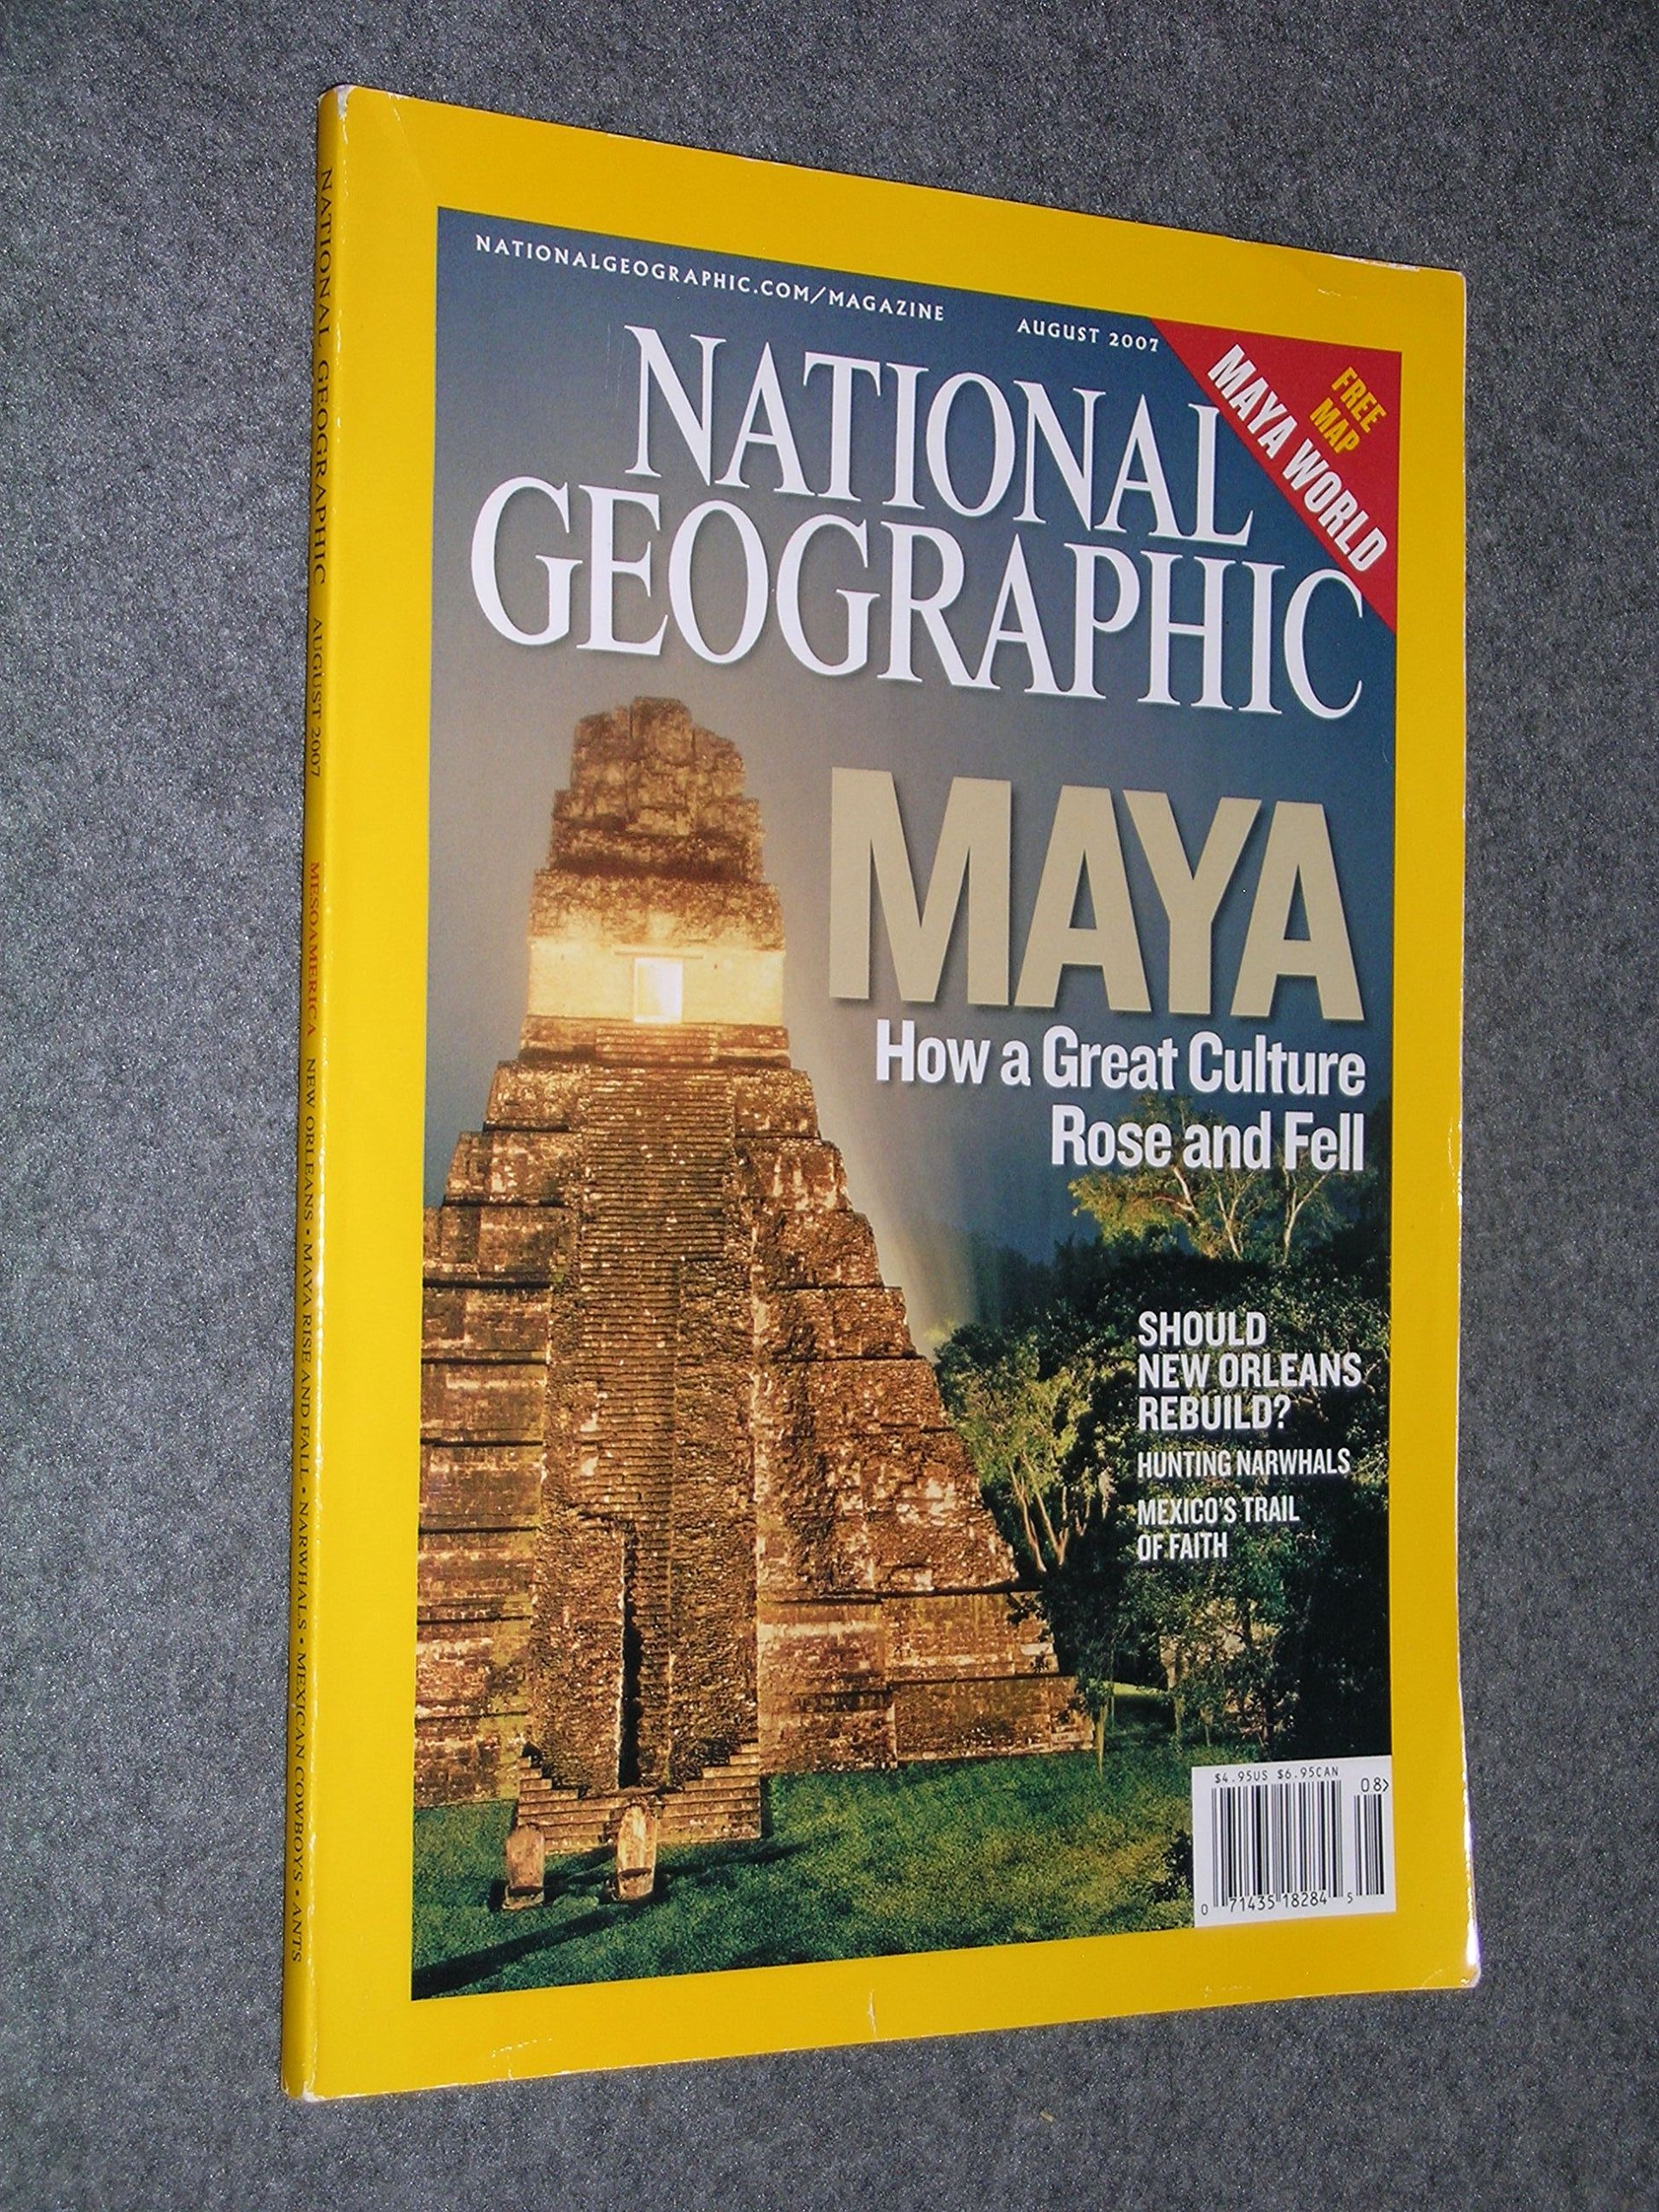 NATIONAL GEOGRAPHIC AUGUST 2007 MESOAMERICA NEW ORLEANS • MAYA RISE AND FALL • NARWHALS • MEXICAN COWBOYS • ANTS
NATIONALGEOGRAPHIC.COM/MAGAZINE
AUGUST 2007
FREE
MAP
MAYA WORLD
NATIONAL
GEOGRAPHIC
MAYA
How a Great Culture
Rose and Fell
SHOULD
NEW ORLEANS
REBUILD?
HUNTING NARWHALS
MEXICO'S TRAIL
OF FAITH
$4.95US $6.95CAN
08>
0 71435 18284 5